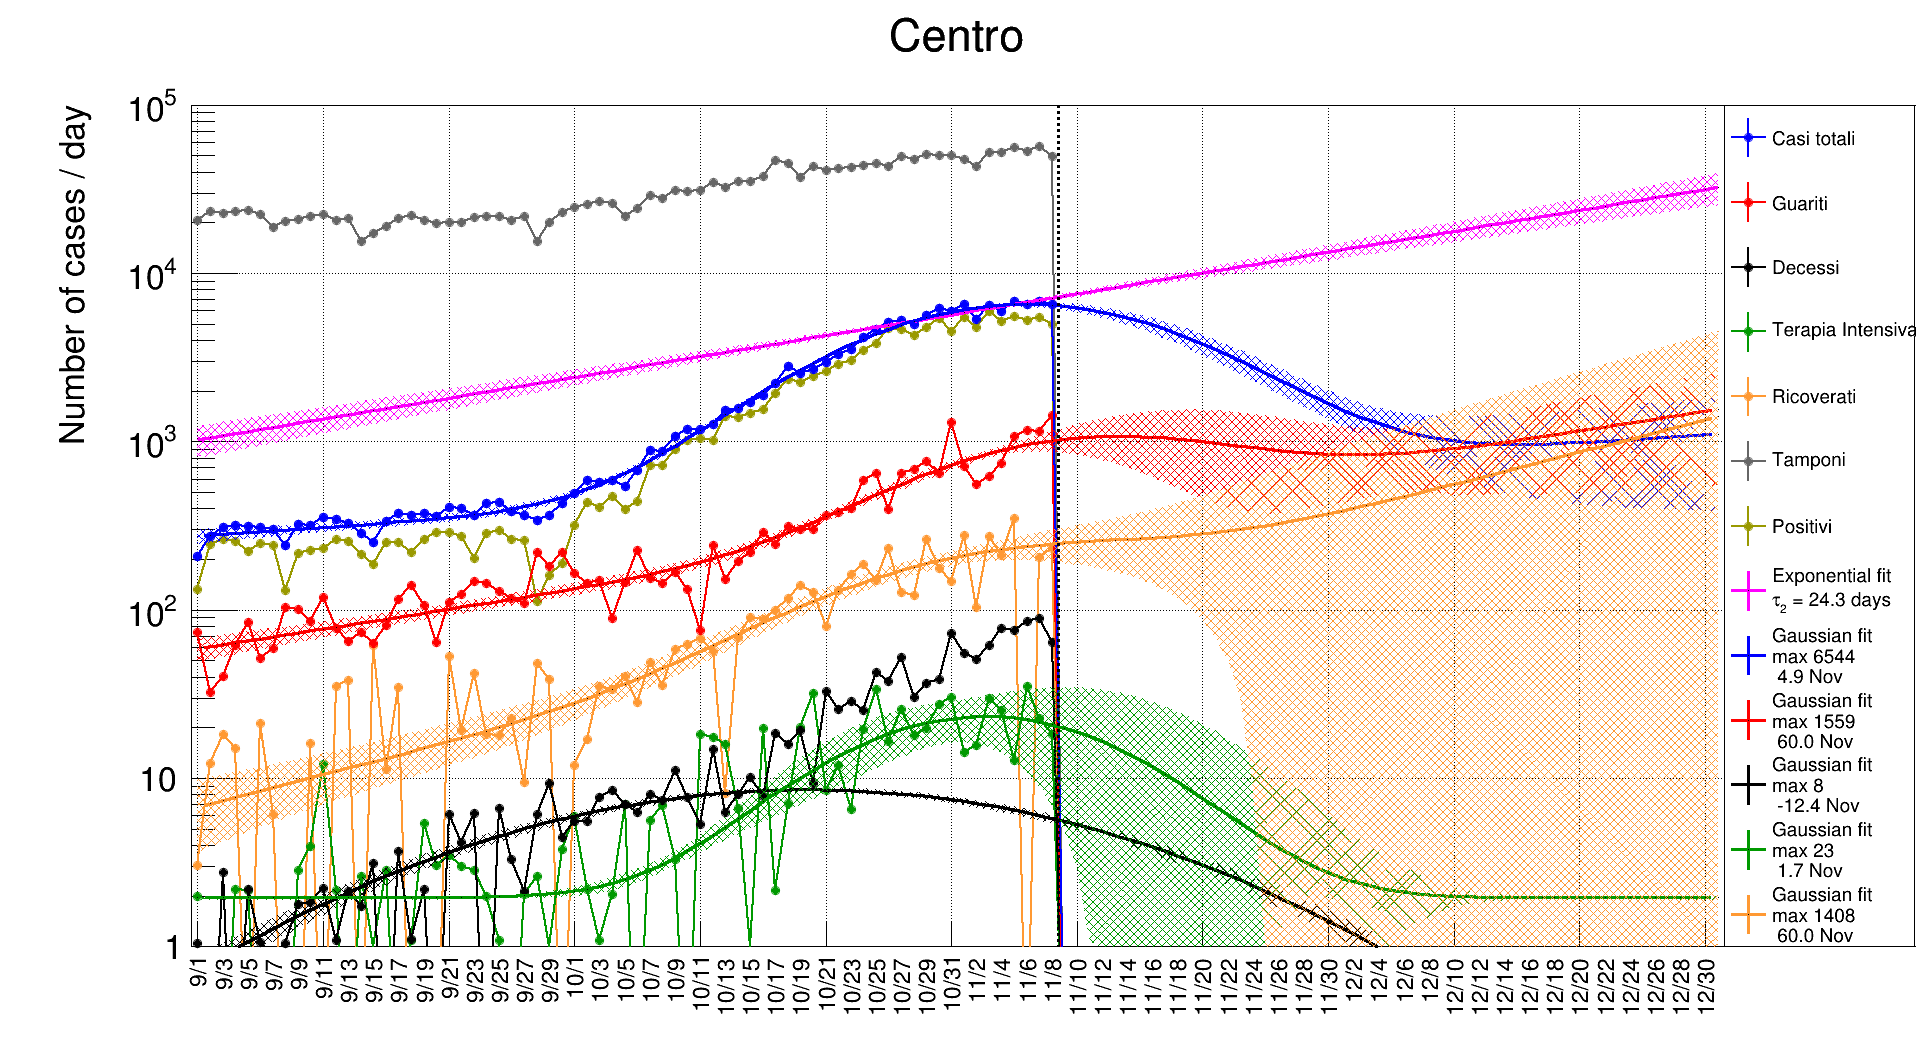 Centro
Number of cases / day
10^5
10^4
10^3
10^2
10
1
9/1 9/3 9/5 9/7 9/9 9/11 9/13 9/15 9/17 9/19 9/21 9/23 9/25 9/27 9/29 10/1 10/3 10/5 10/7 10/9 10/11 10/13 10/15 10/17 10/19 10/21 10/23 10/25 10/27 10/29 10/31 11/2 11/4 11/6 11/8 11/10 11/12 11/14 11/16 11/18 11/20 11/22 11/24 11/26 11/28 11/30 12/2 12/4 12/6 12/8 12/10 12/12 12/14 12/16 12/18 12/20 12/22 12/24 12/26 12/28 12/30
Casi totali
Guariti
Decessi
Terapia Intensiva
Ricoverati
Tamponi
Positivi
Exponential fit
τ₂ = 24.3 days
Gaussian fit
max 6544
4.9 Nov
Gaussian fit
max 1559
60.0 Nov
Gaussian fit
max 8
-12.4 Nov
Gaussian fit
max 23
1.7 Nov
Gaussian fit
max 1408
60.0 Nov